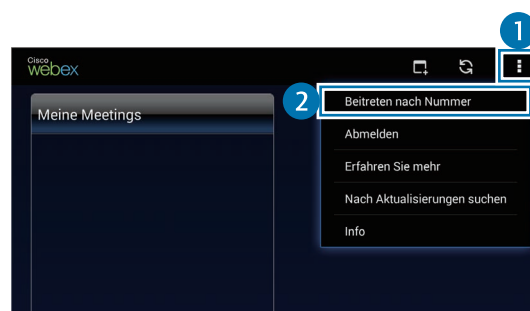 1
Cisco
webex
2
Beitreten nach Nummer
Meine Meetings
Abmelden
Erfahren Sie mehr
Nach Aktualisierungen suchen
Info